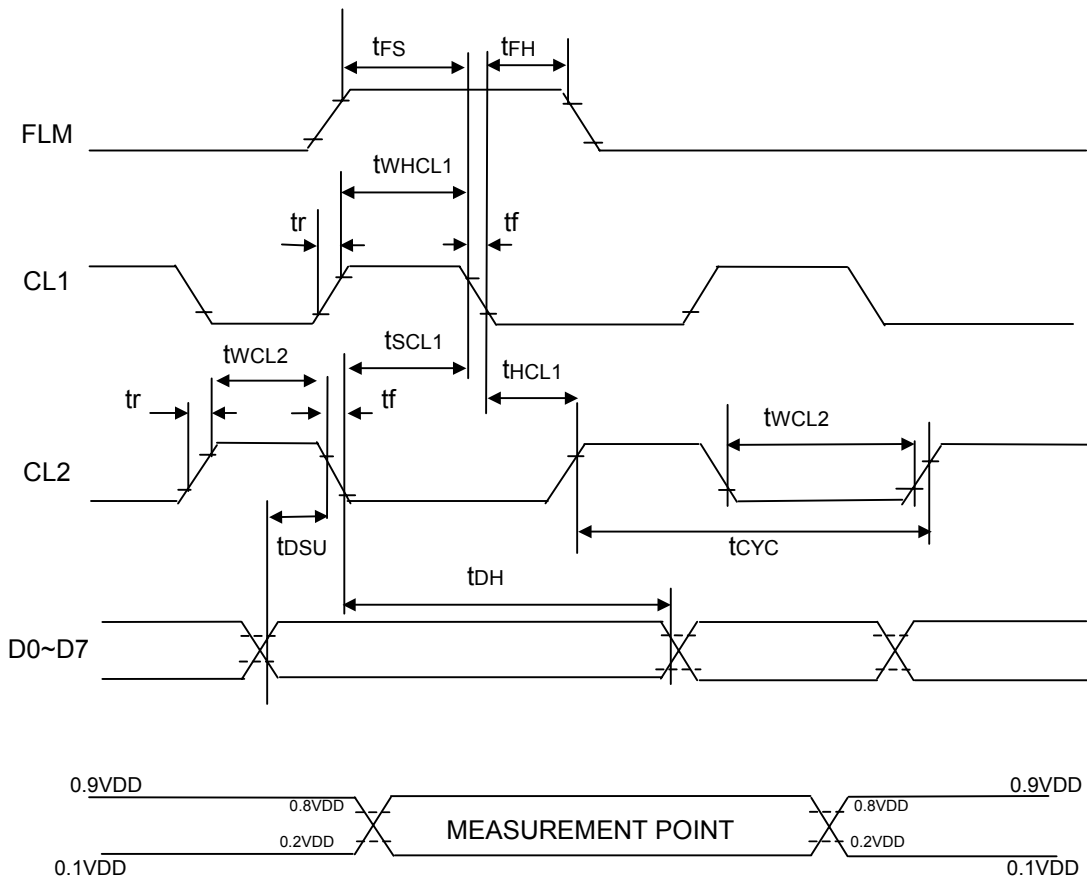 tFS
tFH
FLM
tWHCL1
tr
tf
CL1
tSCL1
tWCL2
tHCL1
tr
tf
tWCL2
CL2
tDSU
tCYC
tDH
D0~D7
0.9VDD
0.9VDD
0.8VDD
0.8VDD
MEASUREMENT POINT
0.2VDD
0.2VDD
0.1VDD
0.1VDD